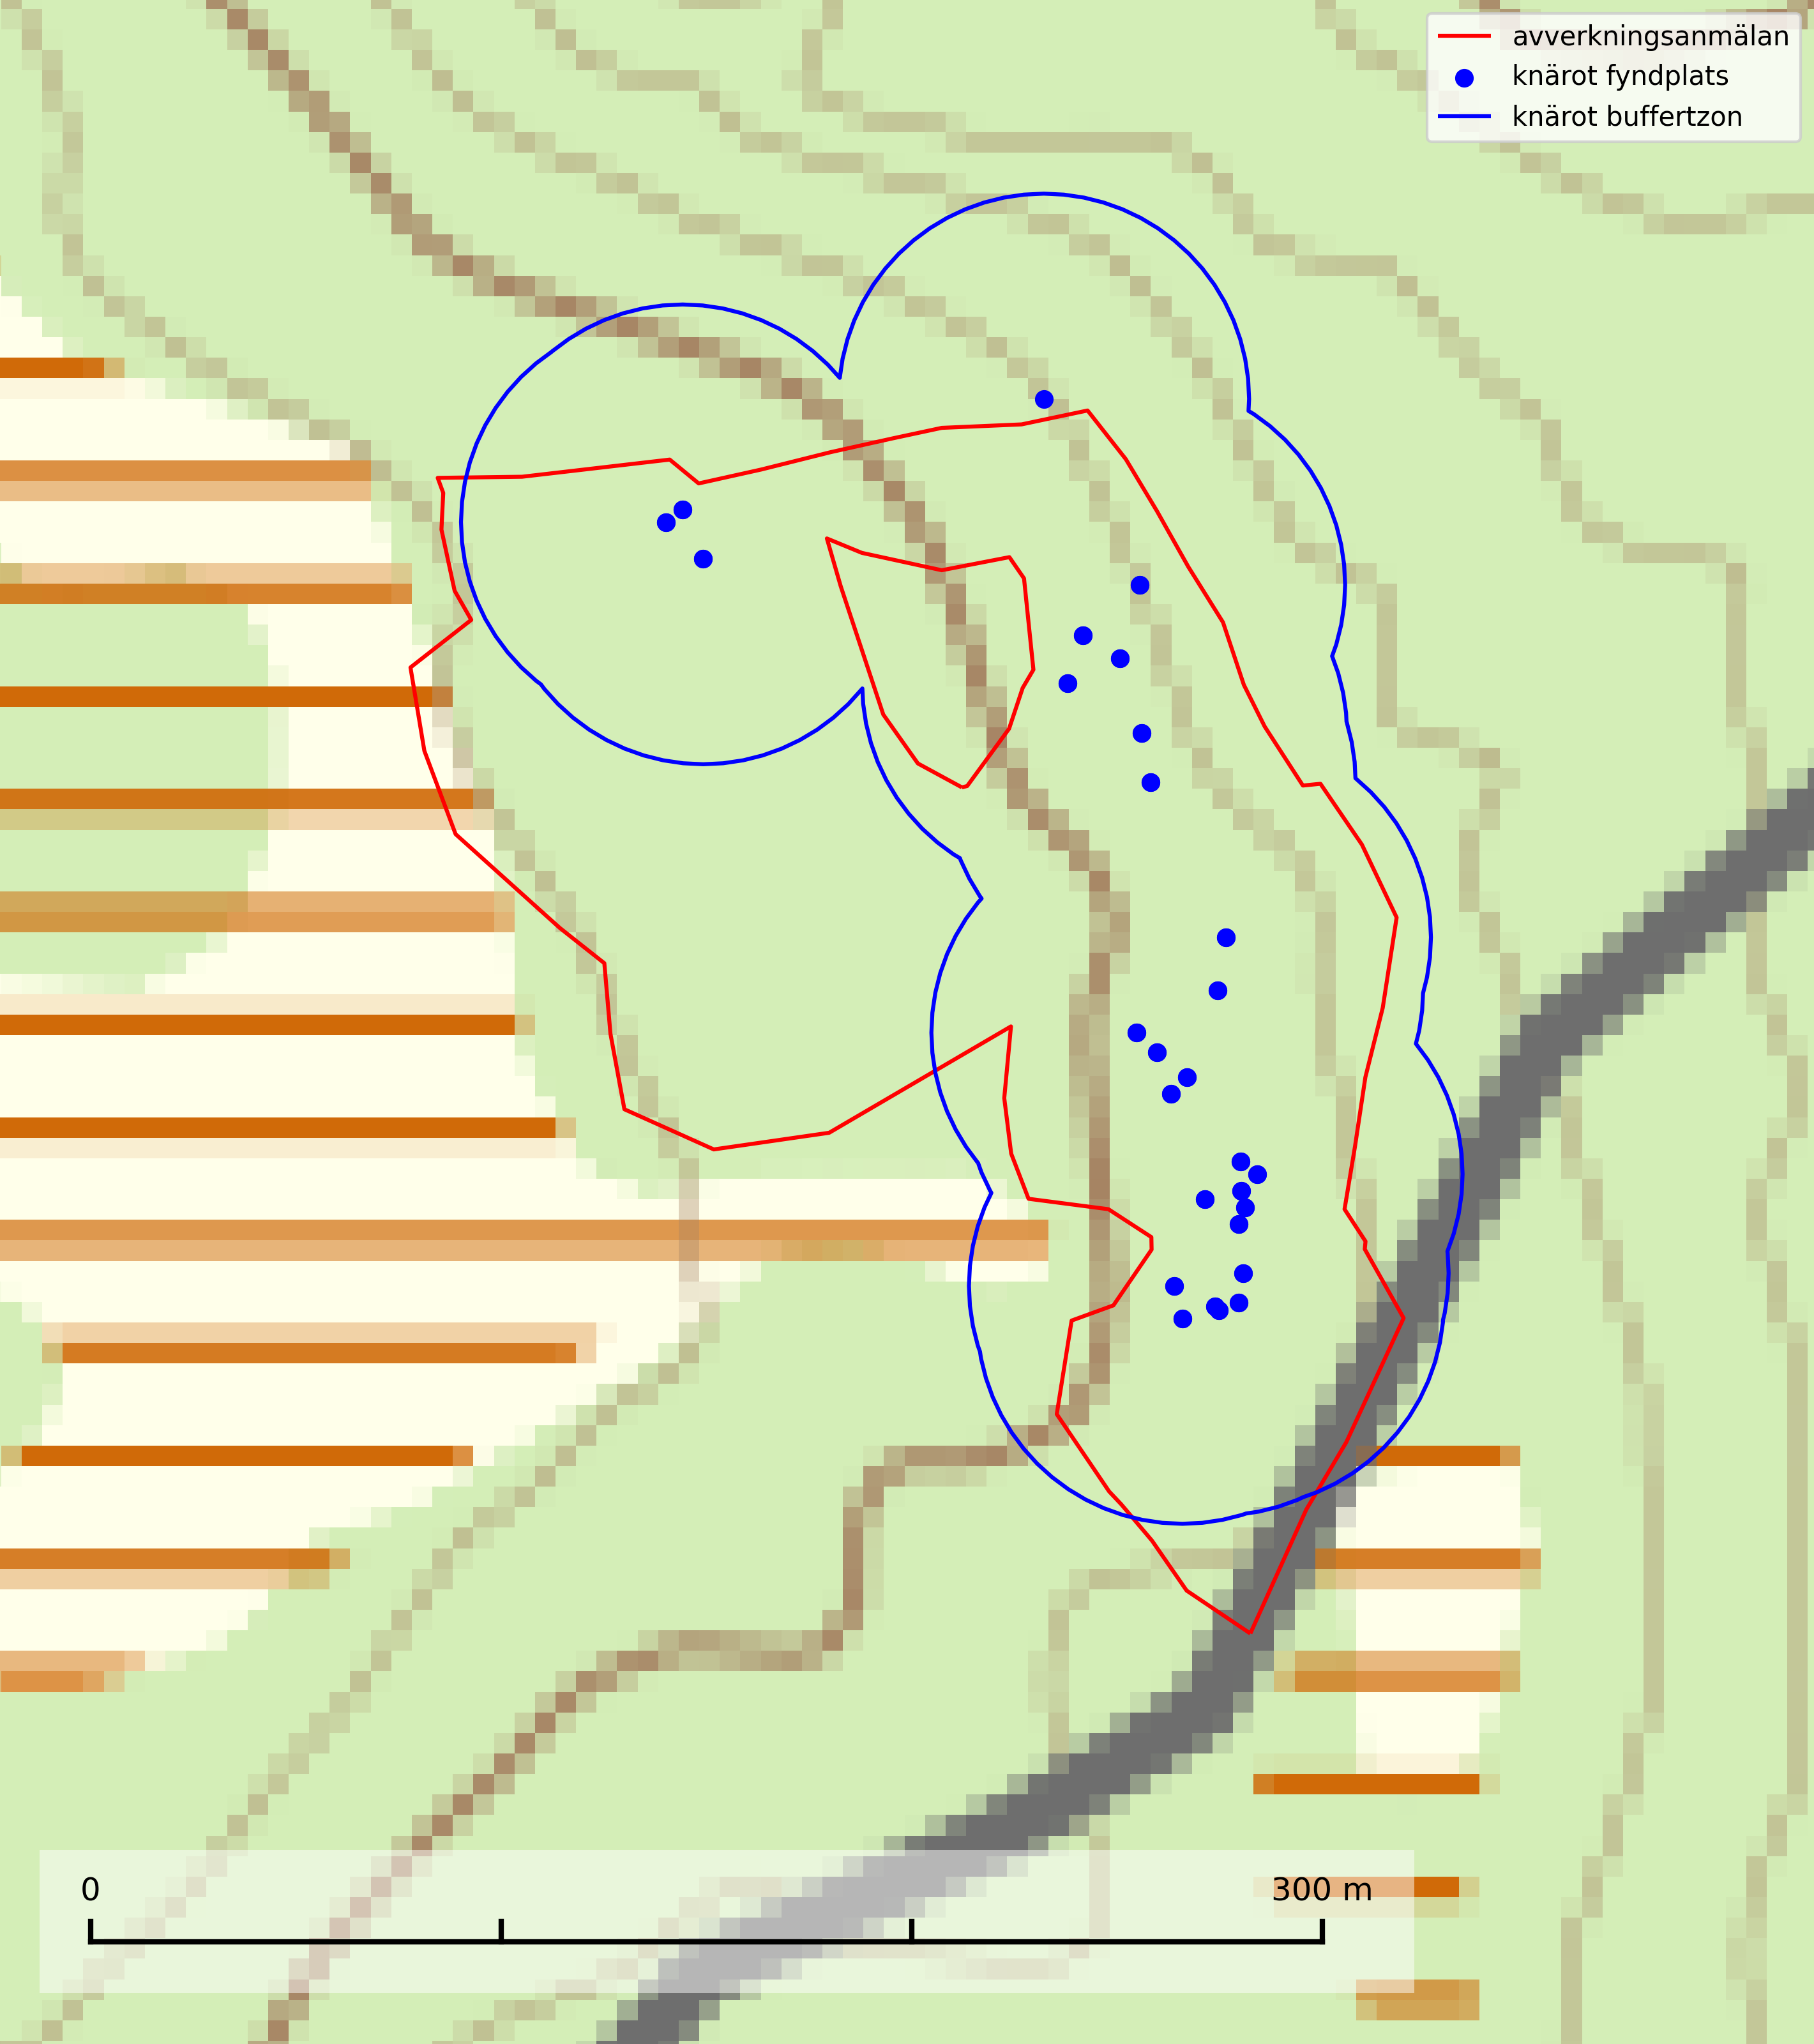 avverkningsanmälan
knärot fyndplats
knärot buffertzon
0 300 m